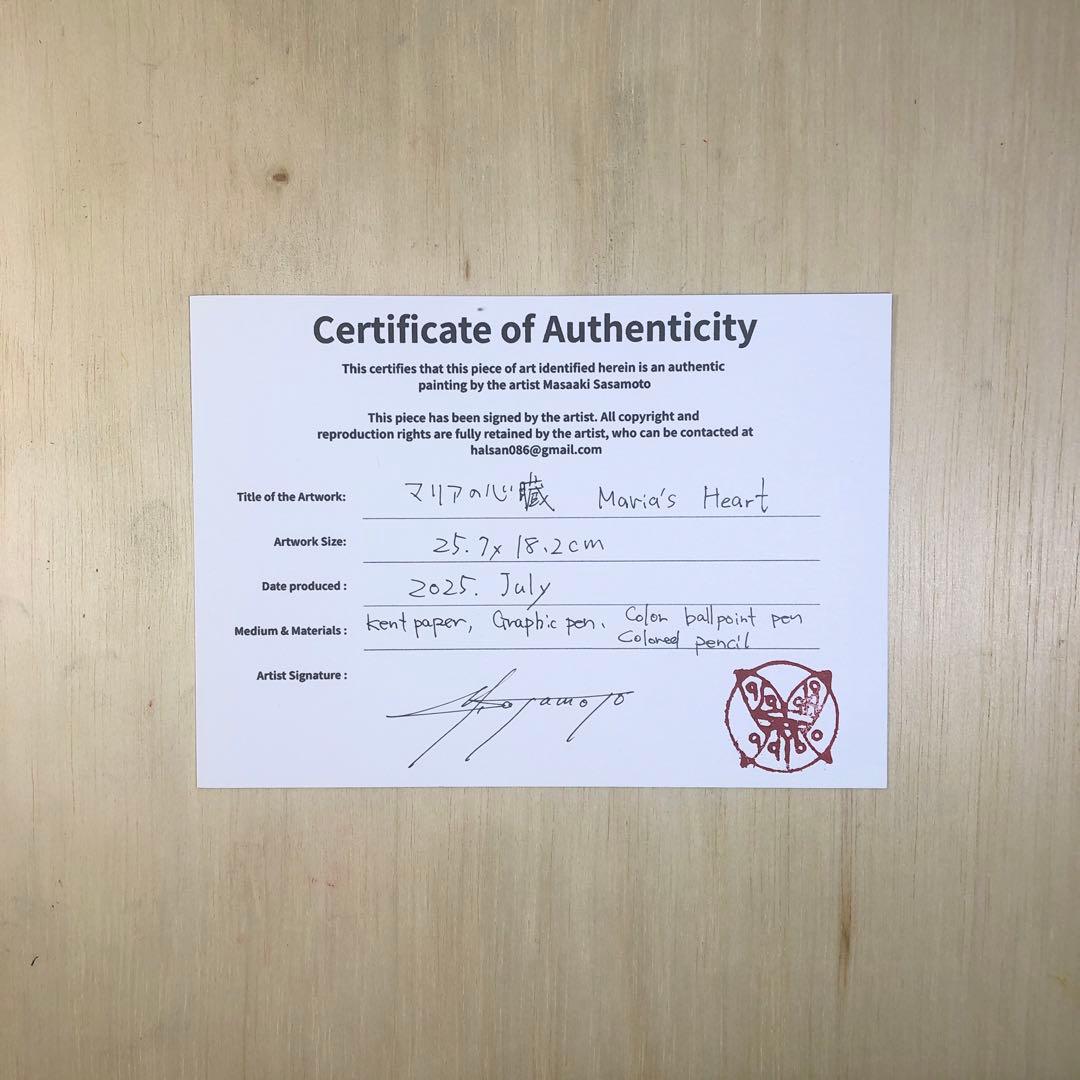 Certificate of Authenticity
This certifies that this piece of art identified herein is an authentic
painting by the artist Masaaki Sasamoto
This piece has been signed by the artist. All copyright and
reproduction rights are fully retained by the artist, who can be contacted at
halsan086@gmail.com
Title of the Artwork: マリアの心臓 Maria's Heart
Artwork Size: 25.7x 18.2cm
Date produced : 2025. July
Medium & Materials : kent paper, Graphic pen, Color ballpoint pen
Colored pencil
Artist Signature :